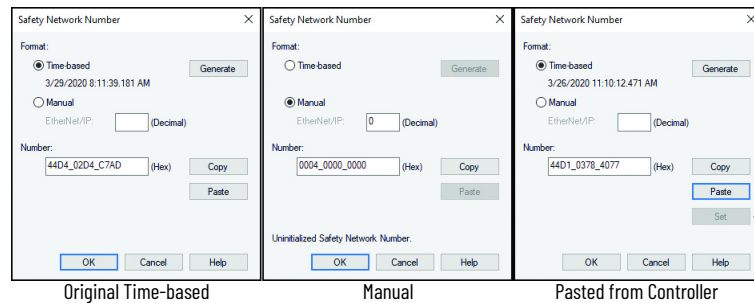 Safety Network Number
Format:
Time-based
Generate
3/29/2020 8:11:39.181 AM
Manual
EtherNet/IP:
(Decimal)
Number:
44D4_02D4_C7AD (Hex) Copy
Paste
OK Cancel Help
Original Time-based
Safety Network Number
Format:
Time-based
Generate
Manual
EtherNet/IP: 0 (Decimal)
Number:
0004_0000_0000 (Hex) Copy
Paste
Uninitialized Safety Network Number.
OK Cancel Help
Manual
Safety Network Number
Format:
Time-based
Generate
3/26/2020 11:10:12.471 AM
Manual
EtherNet/IP:
(Decimal)
Number:
44D1_0378_4077 (Hex) Copy
Paste
Set
OK Cancel Help
Pasted from Controller